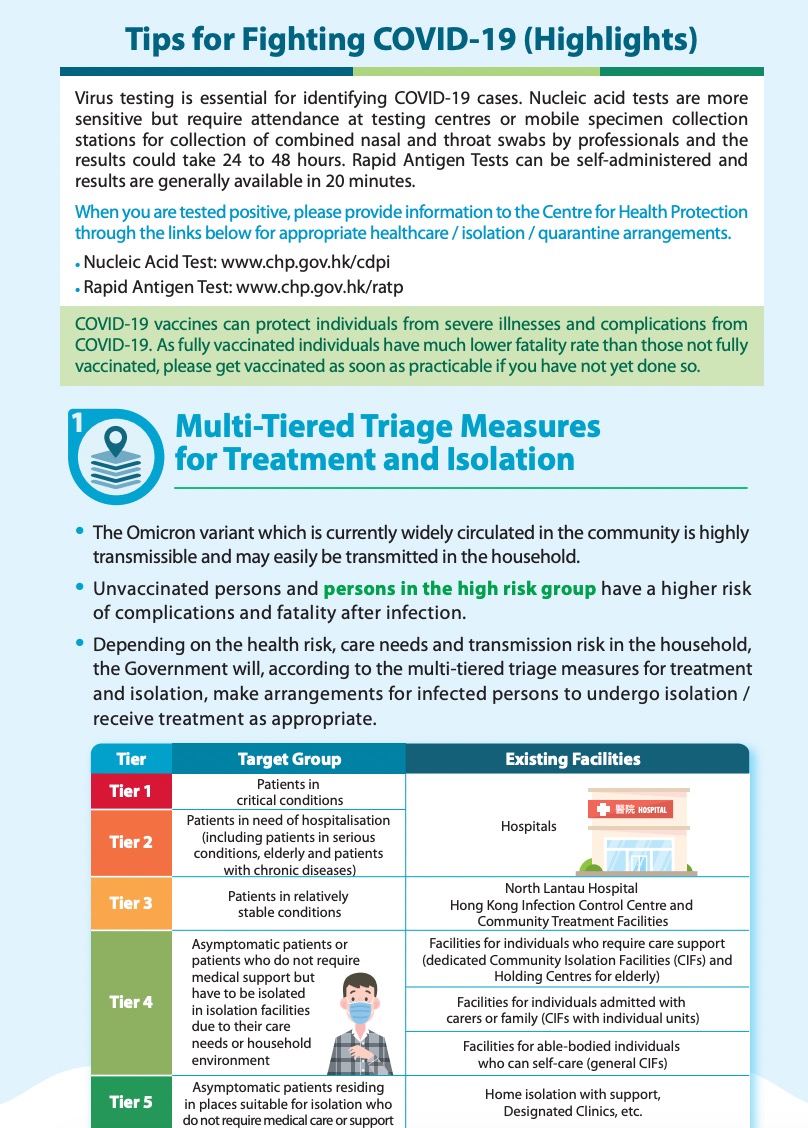 Tips for Fighting COVID-19 (Highlights)
Virus testing is essential for identifying COVID-19 cases. Nucleic acid tests are more
sensitive but require attendance at testing centres or mobile specimen collection
stations for collection of combined nasal and throat swabs by professionals and the
results could take 24 to 48 hours. Rapid Antigen Tests can be self-administered and
results are generally available in 20 minutes.
When you are tested positive, please provide information to the Centre for Health Protection
through the links below for appropriate healthcare / isolation / quarantine arrangements.
• Nucleic Acid Test: www.chp.gov.hk/cdpi
• Rapid Antigen Test: www.chp.gov.hk/ratp
COVID-19 vaccines can protect individuals from severe illnesses and complications from
COVID-19. As fully vaccinated individuals have much lower fatality rate than those not fully
vaccinated, please get vaccinated as soon as practicable if you have not yet done so.
1
Multi-Tiered Triage Measures
for Treatment and Isolation
• The Omicron variant which is currently widely circulated in the community is highly
transmissible and may easily be transmitted in the household.
• Unvaccinated persons and persons in the high risk group have a higher risk
of complications and fatality after infection.
• Depending on the health risk, care needs and transmission risk in the household,
the Government will, according to the multi-tiered triage measures for treatment
and isolation, make arrangements for infected persons to undergo isolation /
receive treatment as appropriate.
Tier
Target Group
Existing Facilities
Tier 1
Patients in
critical conditions
Hospitals
醫院 HOSPITAL
Tier 2
Patients in need of hospitalisation
(including patients in serious
conditions, elderly and patients
with chronic diseases)
Tier 3
Patients in relatively
stable conditions
North Lantau Hospital
Hong Kong Infection Control Centre and
Community Treatment Facilities
Tier 4
Asymptomatic patients or
patients who do not require
medical support but
have to be isolated
in isolation facilities
due to their care
needs or household
environment
Facilities for individuals who require care support
(dedicated Community Isolation Facilities (CIFs) and
Holding Centres for elderly)
Facilities for individuals admitted with
carers or family (CIFs with individual units)
Facilities for able-bodied individuals
who can self-care (general CIFs)
Tier 5
Asymptomatic patients residing
in places suitable for isolation who
do not require medical care or support
Home isolation with support,
Designated Clinics, etc.